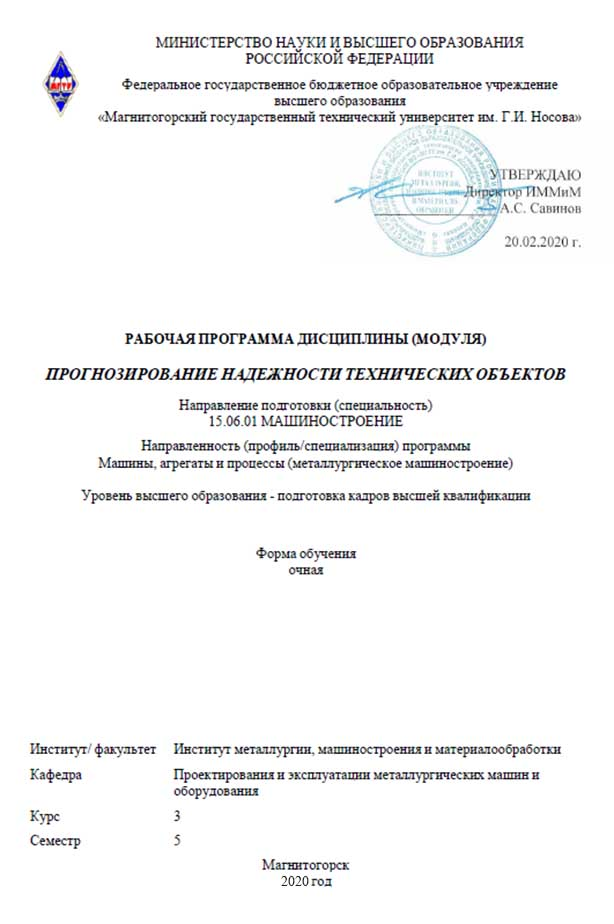 МИНИСТЕРСТВО НАУКИ И ВЫСШЕГО ОБРАЗОВАНИЯ
РОССИЙСКОЙ ФЕДЕРАЦИИ
Федеральное государственное бюджетное образовательное учреждение
высшего образования
«Магнитогорский государственный технический университет им. Г.И. Носова»
УТВЕРЖДАЮ
Директор ИММиМ
А.С. Савинов
20.02.2020 г.
РАБОЧАЯ ПРОГРАММА ДИСЦИПЛИНЫ (МОДУЛЯ)
ПРОГНОЗИРОВАНИЕ НАДЕЖНОСТИ ТЕХНИЧЕСКИХ ОБЪЕКТОВ
Направление подготовки (специальность)
15.06.01 МАШИНОСТРОЕНИЕ
Направленность (профиль/специализация) программы
Машины, агрегаты и процессы (металлургическое машиностроение)
Уровень высшего образования - подготовка кадров высшей квалификации
Форма обучения
очная
Институт/ факультет Институт металлургии, машиностроения и материалообработки
Кафедра Проектирования и эксплуатации металлургических машин и
оборудования
Курс 3
Семестр 5
Магнитогорск
2020 год